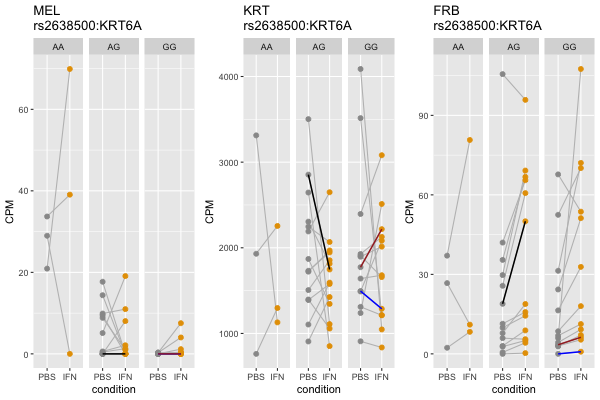 MEL
rs2638500:KRT6A
AA AG GG
60
40
20
0
CPM
PBS IFN PBS IFN PBS IFN
condition
KRT
rs2638500:KRT6A
AA AG GG
4000
3000
2000
1000
CPM
PBS IFN PBS IFN PBS IFN
condition
FRB
rs2638500:KRT6A
AA AG GG
90
60
30
0
CPM
PBS IFN PBS IFN PBS IFN
condition